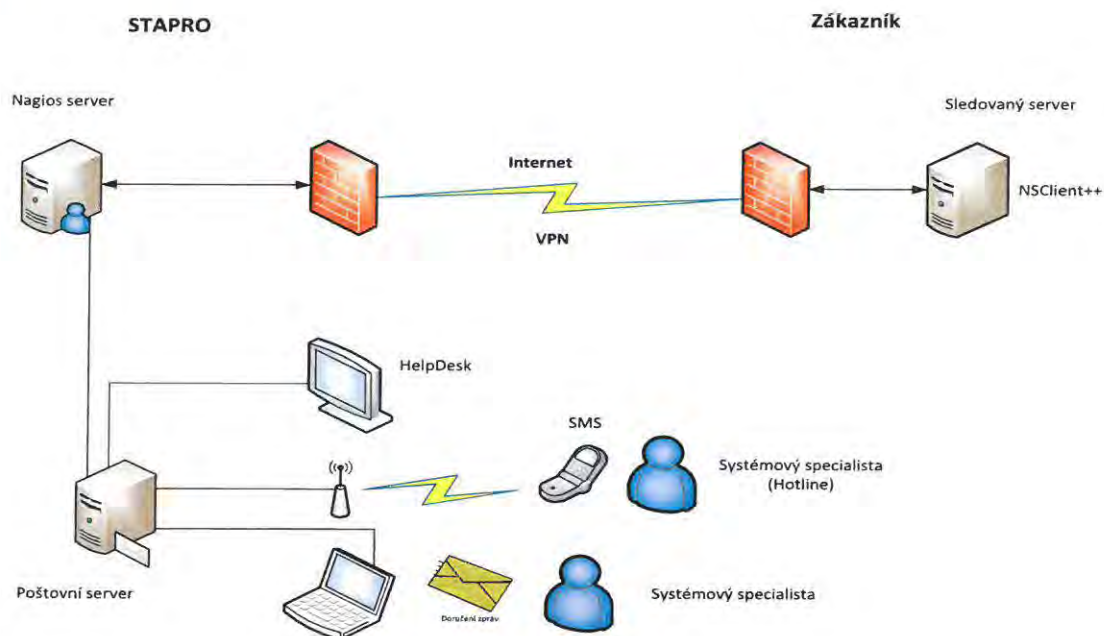 STAPRO
Zákazník
Nagios server
Sledovaný server
Internet
NSClient++
VPN
HelpDesk
SMS
Systémový specialista
(Hotline)
Poštovní server
Doručení zpráv
Systémový specialista